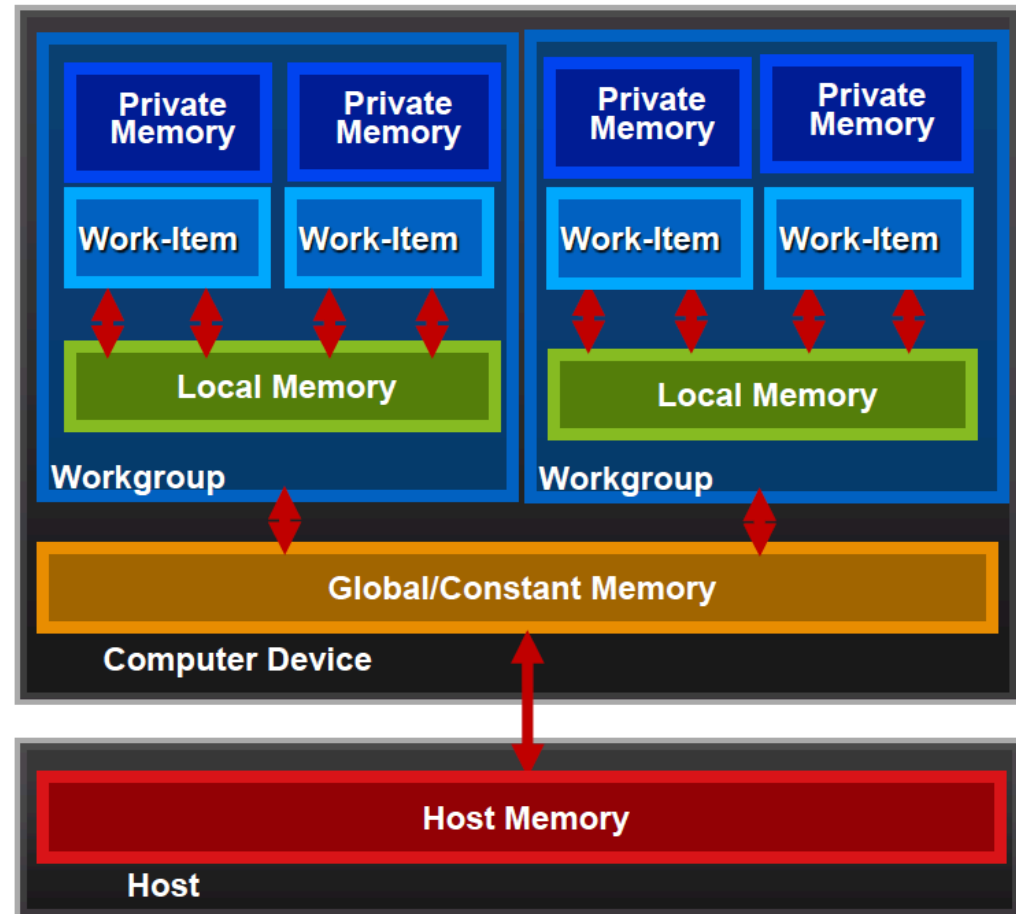 Private
Memory
Private
Memory
Private
Memory
Private
Memory
Work-Item
Work-Item
Work-Item
Work-Item
Local Memory
Local Memory
Workgroup
Workgroup
Global/Constant Memory
Computer Device
Host Memory
Host